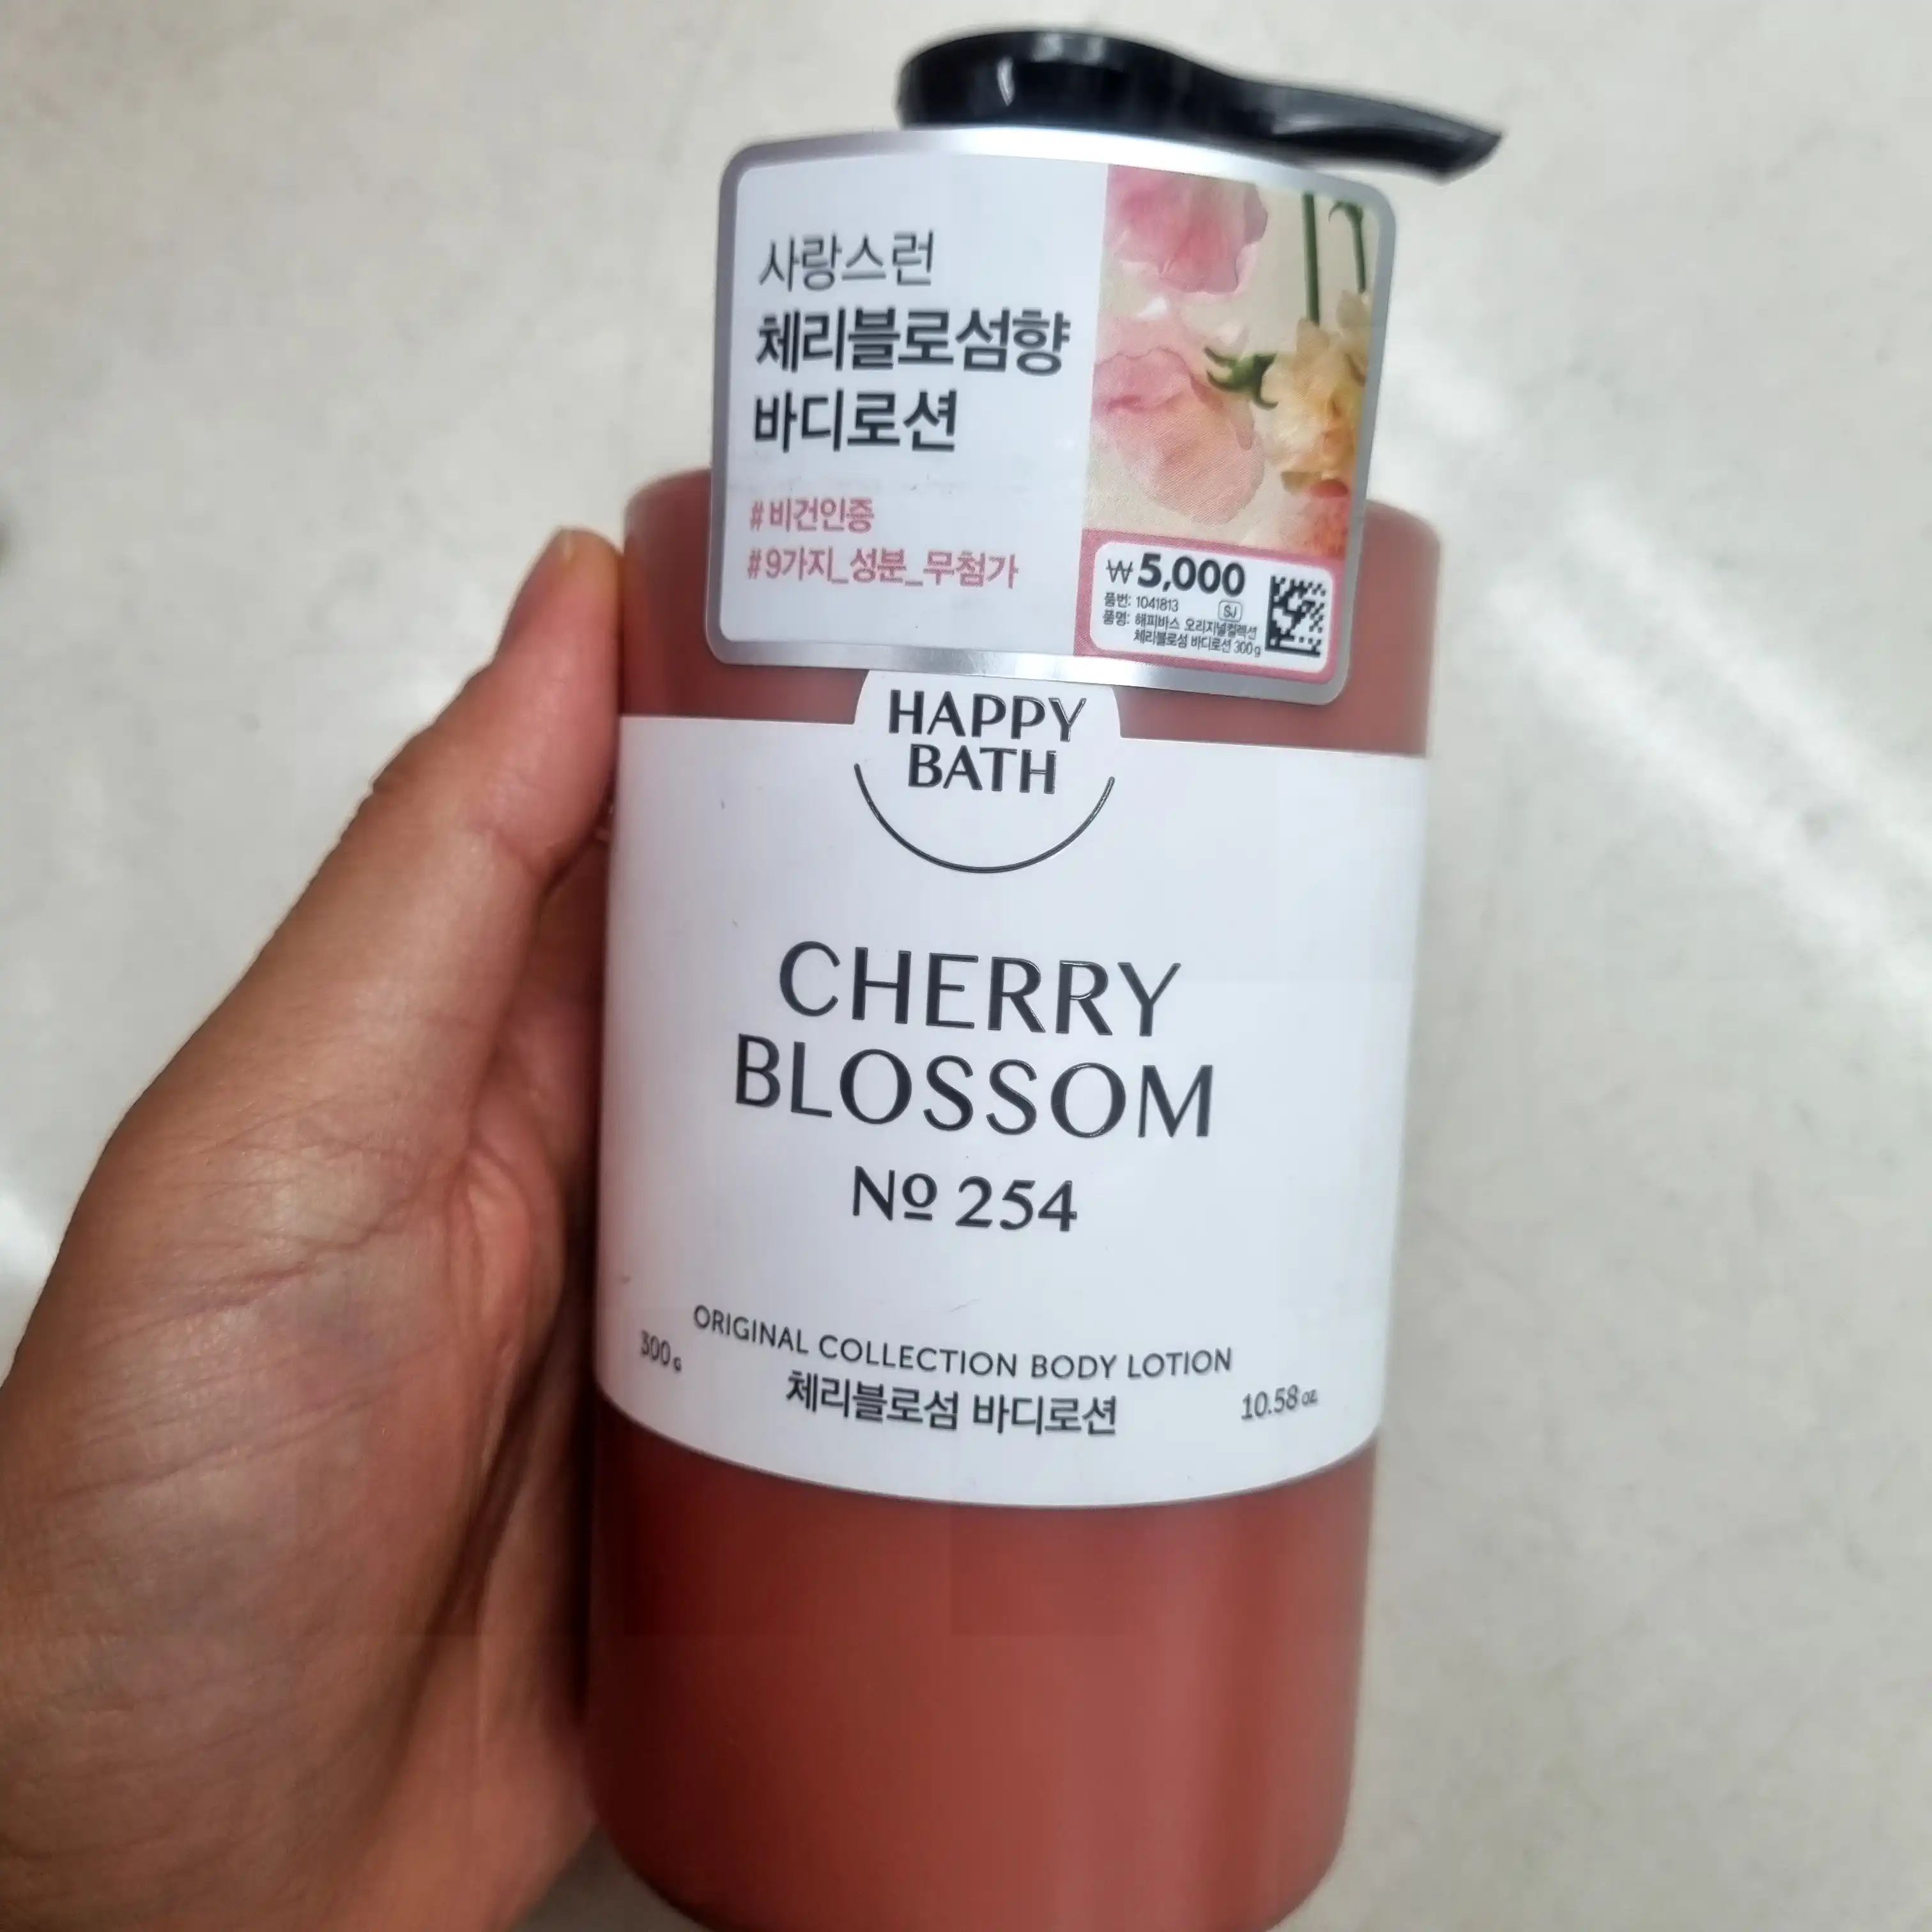 사랑스런
체리블로섬향
바디로션
#비건인증
#9가지_성분_무첨가
₩5,000
품번: 1041813 SJ
품명: 해피바스 오리지널컬렉션
체리블로섬 바디로션 300g
HAPPY
BATH
CHERRY
BLOSSOM
Nº 254
ORIGINAL COLLECTION BODY LOTION
300g
체리블로섬 바디로션
10.58 oz.